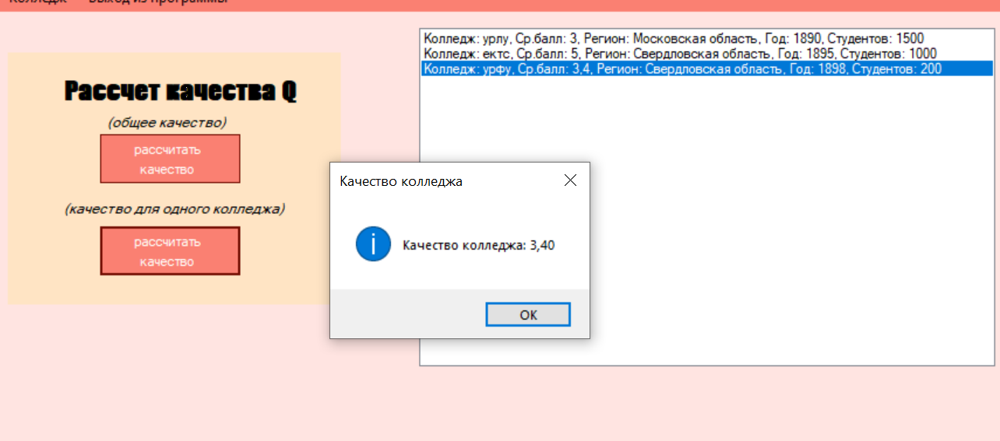 Колледж Выход из программы
Рассчет качества Q
(общее качество)
рассчитать
качество
(качество для одного колледжа)
рассчитать
качество
Колледж: урлу, Ср.балл: 3, Регион: Московская область, Год: 1890, Студентов: 1500
Колледж: ектс, Ср.балл: 5, Регион: Свердловская область, Год: 1895, Студентов: 1000
Колледж: урфу, Ср.балл: 3,4, Регион: Свердловская область, Год: 1898, Студентов: 200
Качество колледжа
Качество колледжа: 3,40
ОК